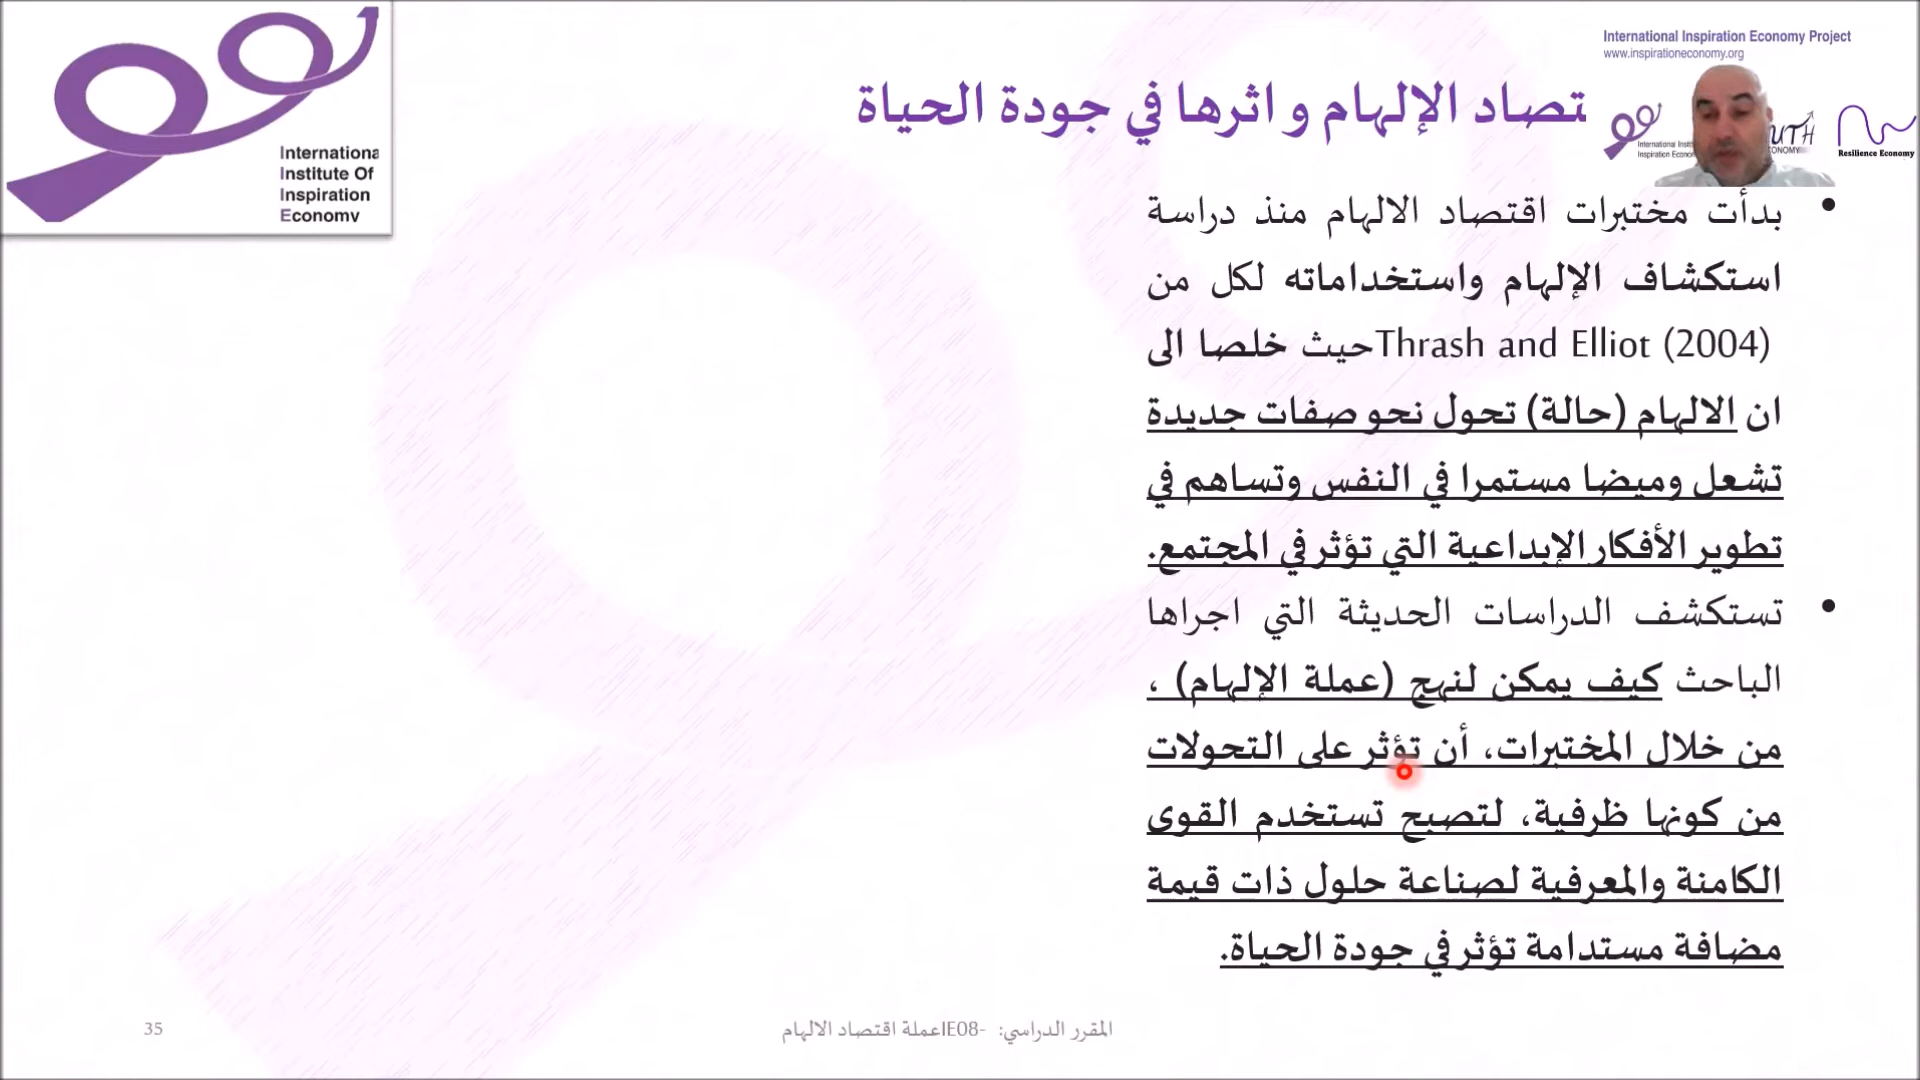 International Inspiration Economy Project
www.inspirationeconomy.org
Internationa
Institute Of
Inspiration
Economy
تصاد الإلهام و اثرها في جودة الحياة
International
Inspiration
UTH
CONOMY
Resilience Economy
• بدأت مختبرات اقتصاد الالهام منذ دراسة
استكشاف الإلهام واستخداماته لكل من
Thrash and Elliot (2004) حيث خلصا الى
ان الالهام (حالة) تحول نحو صفات جديدة
تشعل وميضا مستمرا في النفس وتساهم في
تطوير الأفكار الإبداعية التي تؤثر في المجتمع.
• تستكشف الدراسات الحديثة التي اجراها
الباحث كيف يمكن لنهج (عملة الإلهام) ،
من خلال المختبرات، أن تؤثر على التحولات
من كونها ظرفية، لتصبح تستخدم القوى
الكامنة والمعرفية لصناعة حلول ذات قيمة
مضافة مستدامة تؤثر في جودة الحياة.
المقرر الدراسي: -IE08عملة اقتصاد الالهام
35